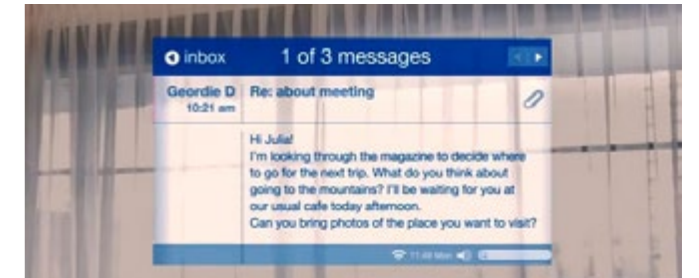 inbox 1 of 3 messages
Geordie D Re: about meeting
10:21 am
Hi Julia!
I'm looking through the magazine to decide where
to go for the next trip. What do you think about
going to the mountains? I'll be waiting for you at
our usual cafe today afternoon.
Can you bring photos of the place you want to visit?